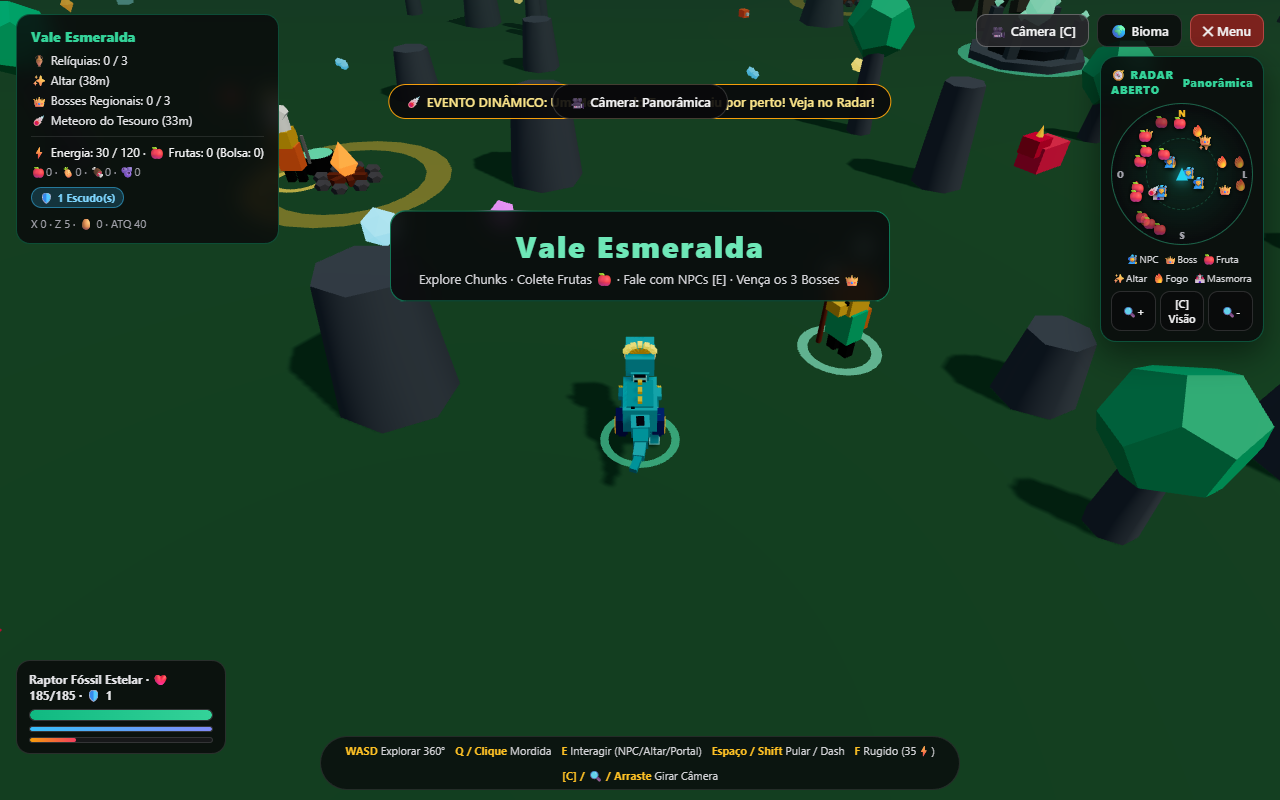 Vale Esmeralda
Relíquias: 0 / 3
Altar (38m)
Bosses Regionais: 0 / 3
Meteoro do Tesouro (33m)
Energia: 30 / 120 · Frutas: 0 (Bolsa: 0)
0 · 0 · 0 · 0
1 Escudo(s)
X 0 · Z 5 · 0 · ATQ 40
EVENTO DINÂMICO:
Câmera: Panorâmica
por perto! Veja no Radar!
Câmera [C]
Bioma
Menu
RADAR ABERTO
Panorâmica
N
O
L
S
NPC Boss Fruta
Altar Fogo Masmorra
+
[C]
Visão
-
Vale Esmeralda
Explore Chunks · Colete Frutas · Fale com NPCs [E] · Vença os 3 Bosses
Raptor Fóssil Estelar ·
185/185 · 1
WASD Explorar 360° Q / Clique Mordida E Interagir (NPC/Altar/Portal) Espaço / Shift Pular / Dash F Rugido (35 )
[C] / / Arraste Girar Câmera